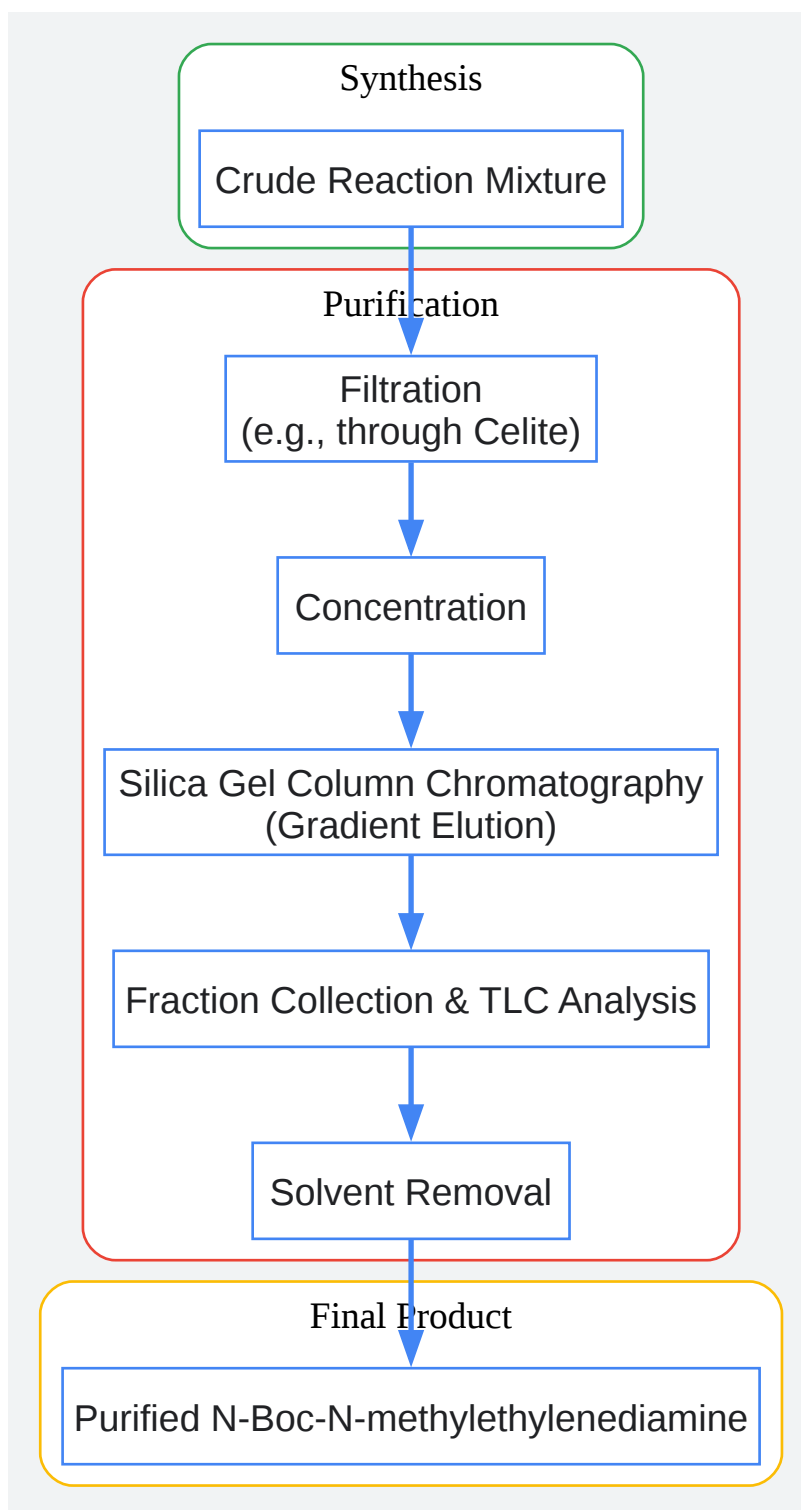 Synthesis
Crude Reaction Mixture
Purification
Filtration
(e.g., through Celite)
Concentration
Silica Gel Column Chromatography
(Gradient Elution)
Fraction Collection & TLC Analysis
Solvent Removal
Final Product
Purified N-Boc-N-methylethylenediamine